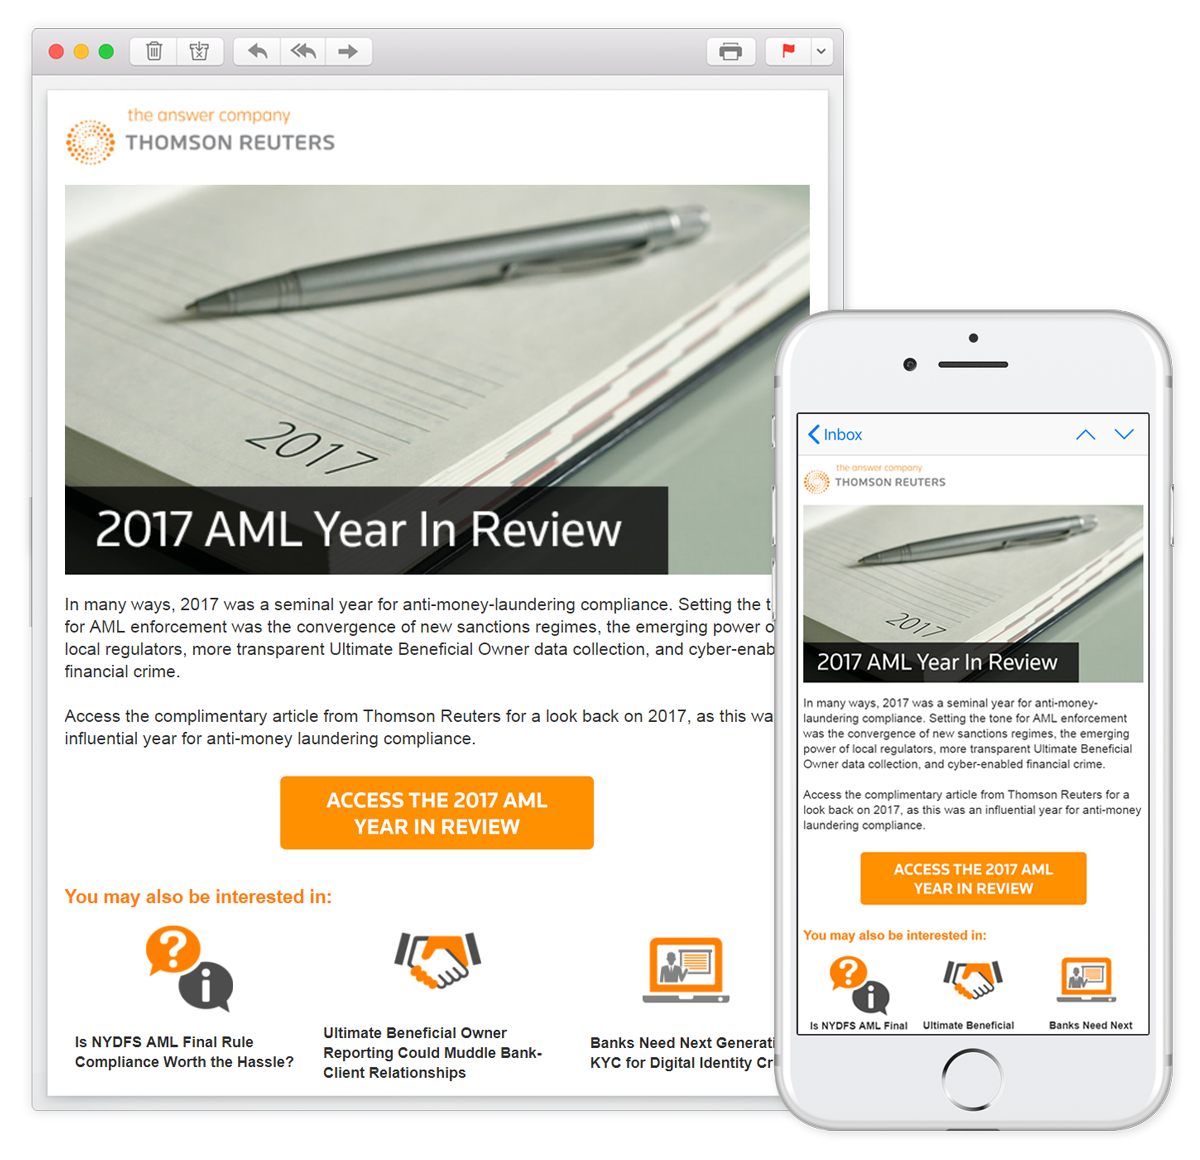 the answer company
THOMSON REUTERS
2017
2017 AML Year In Review
In many ways, 2017 was a seminal year for anti-money-laundering compliance. Setting the
for AML enforcement was the convergence of new sanctions regimes, the emerging power
local regulators, more transparent Ultimate Beneficial Owner data collection, and cyber-enab
financial crime.
Access the complimentary article from Thomson Reuters for a look back on 2017, as this wa
influential year for anti-money laundering compliance.
ACCESS THE 2017 AML
YEAR IN REVIEW
You may also be interested in:
Is NYDFS AML Final Rule
Compliance Worth the Hassle?
Ultimate Beneficial Owner
Reporting Could Muddle Bank-
Client Relationships
Banks Need Next Generati
KYC for Digital Identity Cr
Inbox
the answer company
THOMSON REUTERS
2017
2017 AML Year In Review
In many ways, 2017 was a seminal year for anti-money-
laundering compliance. Setting the tone for AML enforcement
was the convergence of new sanctions regimes, the emerging
power of local regulators, more transparent Ultimate Beneficial
Owner data collection, and cyber-enabled financial crime.
Access the complimentary article from Thomson Reuters for a
look back on 2017, as this was an influential year for anti-money
laundering compliance.
ACCESS THE 2017 AML
YEAR IN REVIEW
You may also be interested in:
Is NYDFS AML Final
Ultimate Beneficial
Banks Need Next